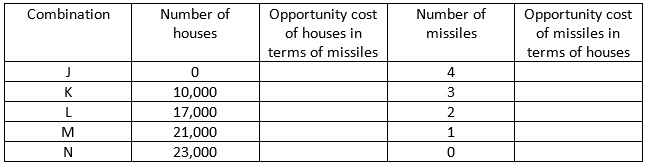 Combination Number of Opportunity cost Number of Opportunity cost
houses of houses in missiles of missiles in
terms of missiles terms of houses
J 0 4
K 10,000 3
L 17,000 2
M 21,000 1
N 23,000 0